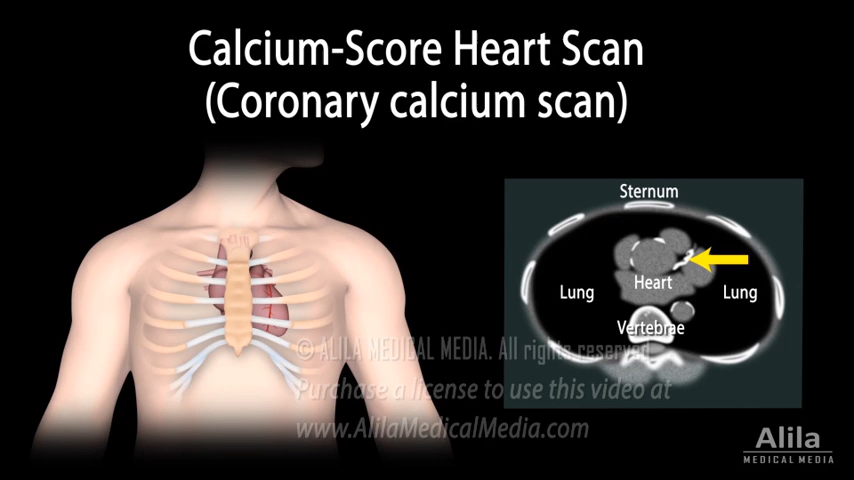 Calcium-Score Heart Scan
(Coronary calcium scan)
Sternum
Heart
Lung
Lung
Vertebrae
© ALILA MEDICAL MEDIA. All rights reserved.
Purchase a license to use this video at
www.AlilaMedicalMedia.com
Alila
MEDICAL MEDIA